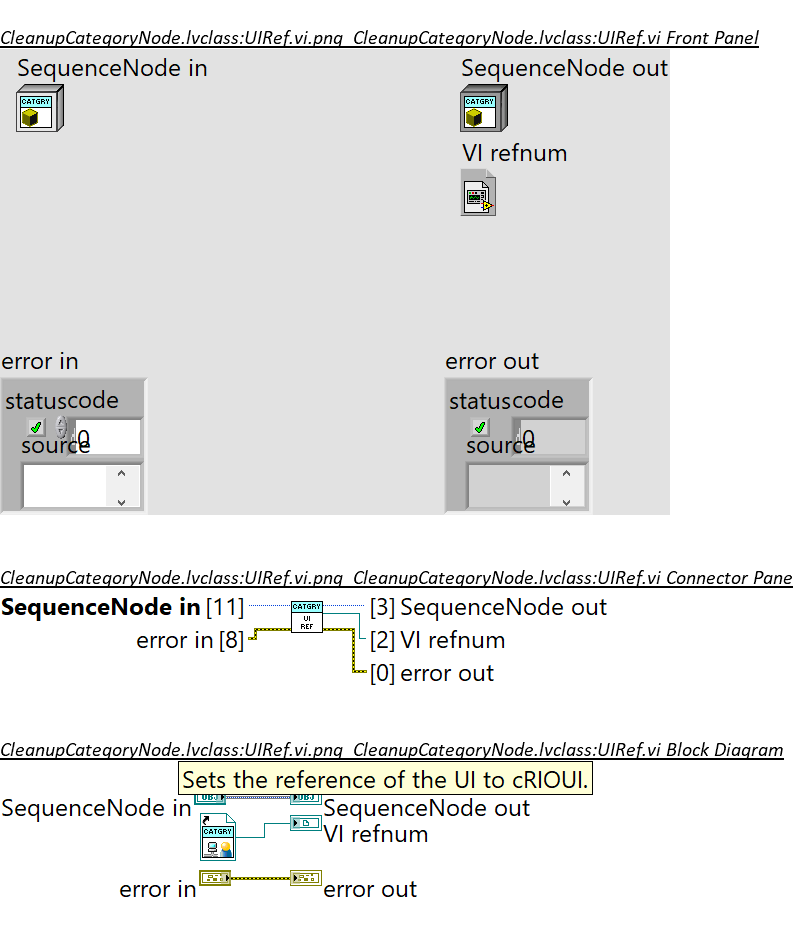 CleanupCategoryNode.lvclass:UIRef.vi.png CleanupCategoryNode.lvclass:UIRef.vi Front Panel
SequenceNode in
SequenceNode out
CATGRY
CATGRY
VI refnum
error in
error out
status code
status code
0
0
source
source
CleanupCategoryNode.lvclass:UIRef.vi.png CleanupCategoryNode.lvclass:UIRef.vi Connector Pane
SequenceNode in [11]
CATGRY
UI
REF
[3] SequenceNode out
error in [8]
[2] VI refnum
[0] error out
CleanupCategoryNode.lvclass:UIRef.vi.png CleanupCategoryNode.lvclass:UIRef.vi Block Diagram
Sets the reference of the UI to cRIOUI.
SequenceNode in
OBJ
OBJ
SequenceNode out
CATGRY
VI refnum
error in
error out